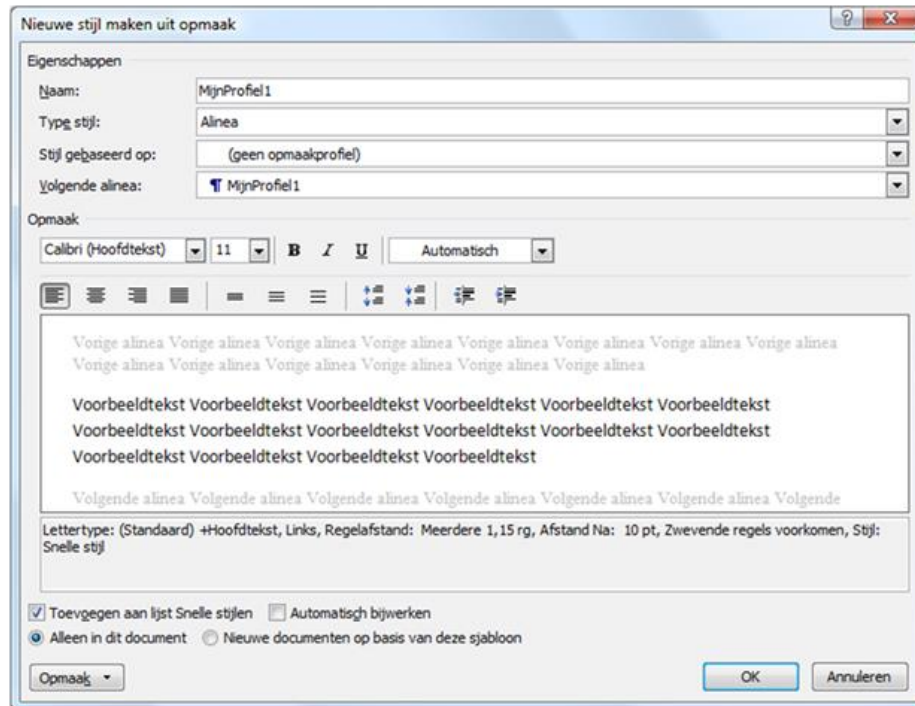 Nieuwe stijl maken uit opmaak
Eigenschappen
Naam: MijnProfiel1
Type stijl: Alinea
Stijl gebaseerd op: (geen opmaakprofiel)
Volgende alinea: ¶ MijnProfiel1
Opmaak
Calibri (Hoofdtekst) 11 B I U Automatisch
Vorige alinea Vorige alinea Vorige alinea Vorige alinea Vorige alinea Vorige alinea Vorige alinea Vorige alinea
Vorige alinea Vorige alinea Vorige alinea Vorige alinea Vorige alinea Vorige alinea
Voorbeeldtekst Voorbeeldtekst Voorbeeldtekst Voorbeeldtekst Voorbeeldtekst Voorbeeldtekst
Voorbeeldtekst Voorbeeldtekst Voorbeeldtekst Voorbeeldtekst Voorbeeldtekst Voorbeeldtekst
Voorbeeldtekst Voorbeeldtekst Voorbeeldtekst Voorbeeldtekst
Volgende alinea Volgende alinea Volgende alinea Volgende alinea Volgende alinea Volgende alinea Volgende
Lettertype: (Standaard) +Hoofdtekst, Links, Regelafstand: Meerdere 1,15 rg, Afstand Na: 10 pt, Zwevende regels voorkomen, Stijl:
Snelle stijl
Toevoegen aan lijst Snelle stijlen Automatisch bijwerken
Alleen in dit document Nieuwe documenten op basis van deze sjabloon
Opmaak OK Annuleren